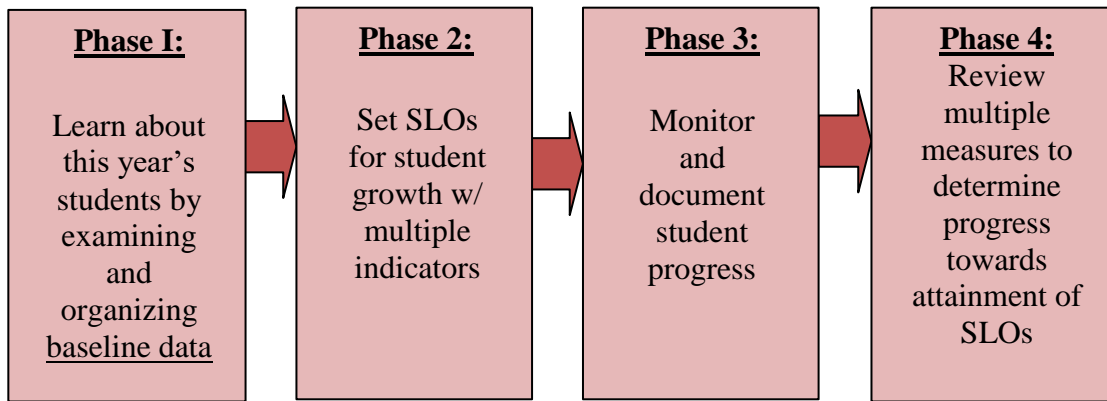 Phase I:
Learn about
this year’s
students by
examining
and
organizing
baseline data
Phase 2:
Set SLOs
for student
growth w/
multiple
indicators
Phase 3:
Monitor
and
document
student
progress
Phase 4:
Review
multiple
measures to
determine
progress
towards
attainment of
SLOs